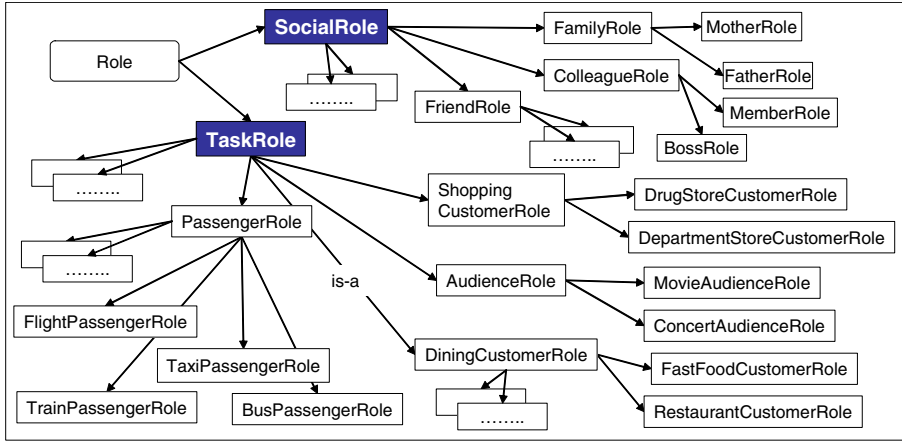 SocialRole
FamilyRole
MotherRole
Role
ColleagueRole
FatherRole
........
FriendRole
MemberRole
TaskRole
........
BossRole
........
Shopping
CustomerRole
DrugStoreCustomerRole
PassengerRole
DepartmentStoreCustomerRole
........
is-a
AudienceRole
MovieAudienceRole
FlightPassengerRole
ConcertAudienceRole
DiningCustomerRole
TaxiPassengerRole
FastFoodCustomerRole
TrainPassengerRole
BusPassengerRole
........
RestaurantCustomerRole